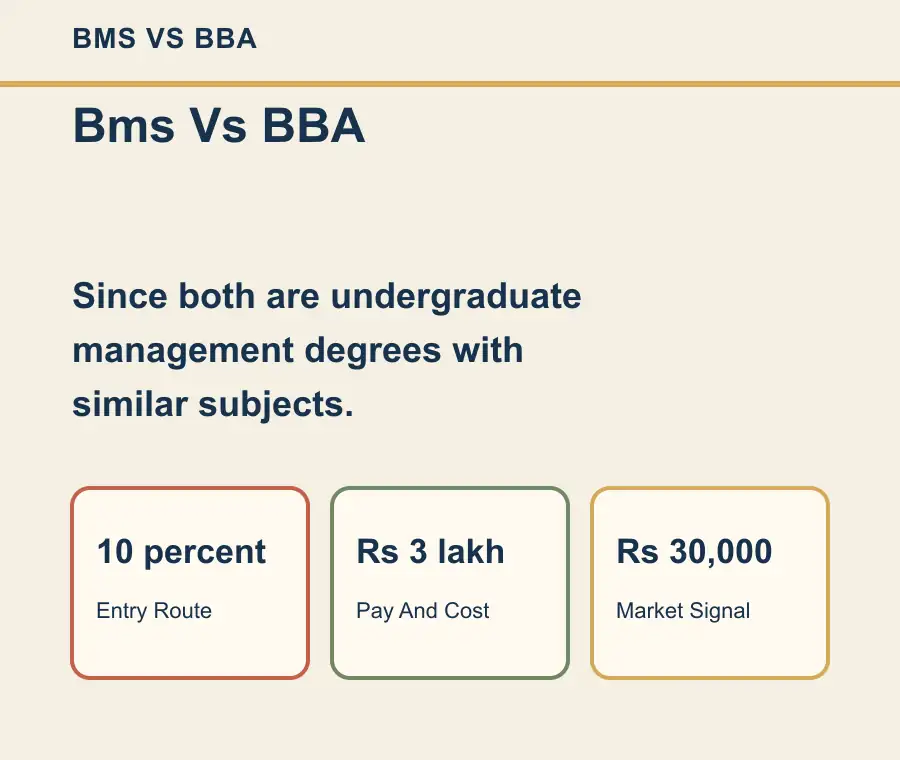 BMS VS BBA
Bms Vs BBA
Since both are undergraduate
management degrees with
similar subjects.
10 percent
Entry Route
Rs 3 lakh
Pay And Cost
Rs 30,000
Market Signal